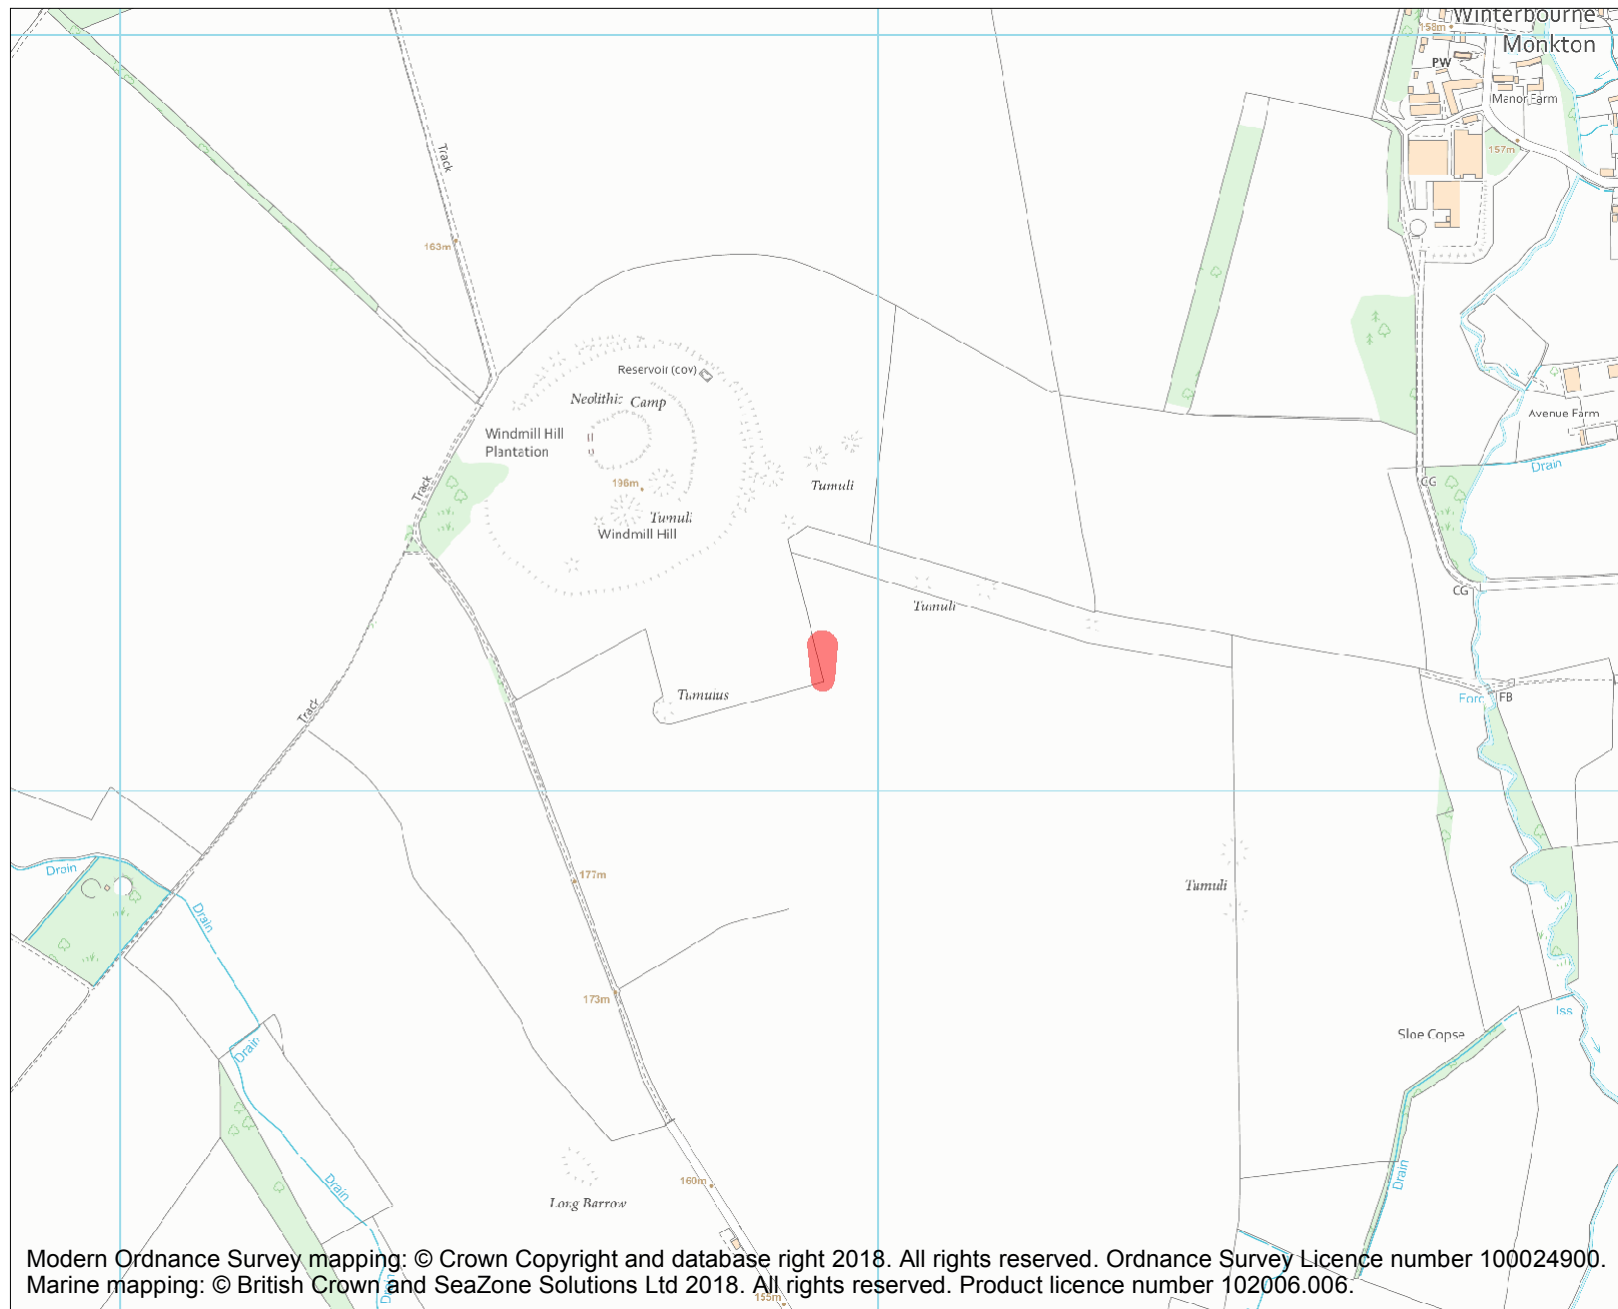 Winterbourne
Monkton
158m
PW
Manor Farm
157m
Track
163m
Reservoir (cov)
Neolithic Camp
Windmill Hill
Plantation
Avenue Farm
Drain
Track
CG
196m
Tumuli
Tumuli
Windmill Hill
CG
Tumuli
Tumulus
Ford
FB
Track
Drain
177m
Tumuli
Drain
173m
Iss
Sloe Copse
Drain
Drain
Drain
160m
Long Barrow
Drain
155m
Modern Ordnance Survey mapping: © Crown Copyright and database right 2018. All rights reserved. Ordnance Survey Licence number 100024900.
Marine mapping: © British Crown and SeaZone Solutions Ltd 2018. All rights reserved. Product licence number 102006.006.